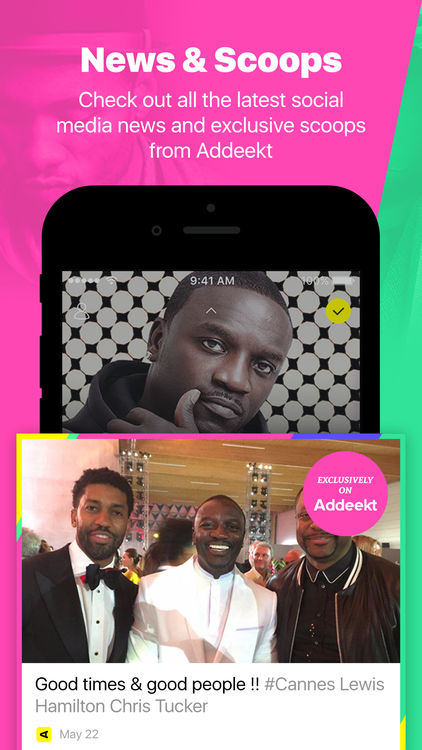 News & Scoops
Check out all the latest social
media news and exclusive scoops
from Addeekt
9:41 AM
100%
EXCLUSIVELY
ON
Addeekt
Good times & good people !! #Cannes Lewis
Hamilton Chris Tucker
A May 22